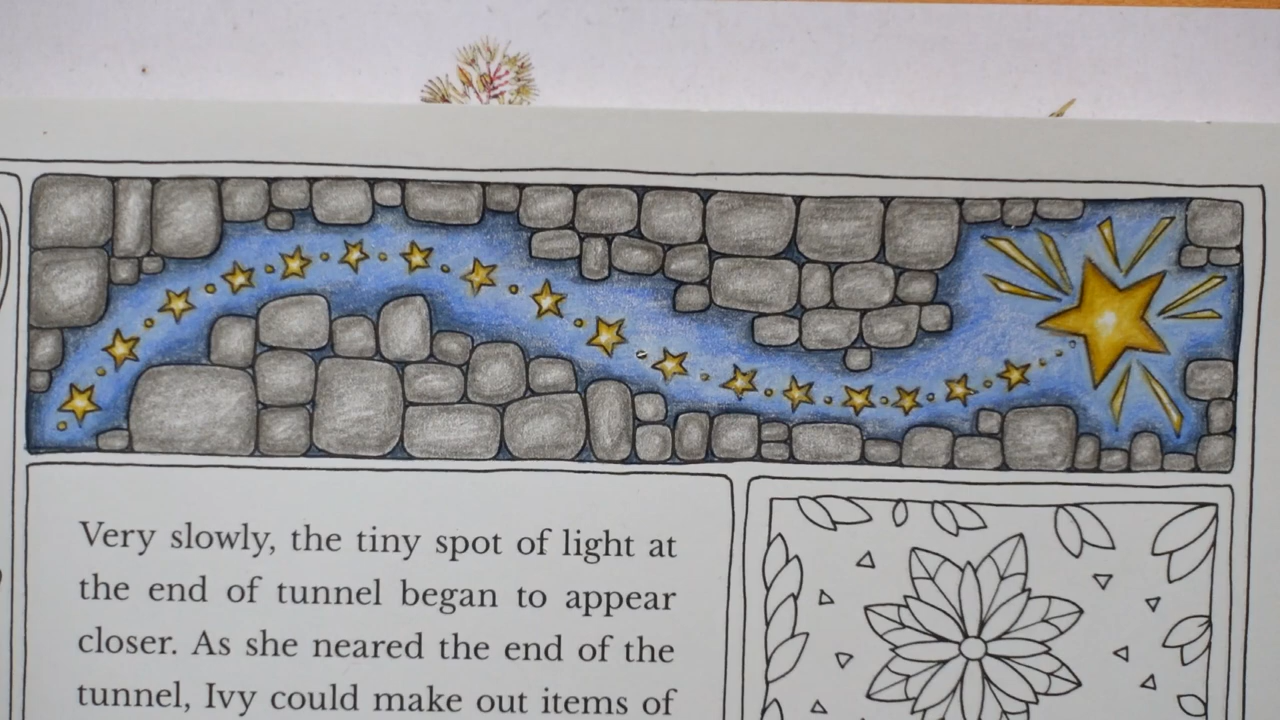 Very slowly, the tiny spot of light at
the end of tunnel began to appear
closer. As she neared the end of the
tunnel, Ivy could make out items of